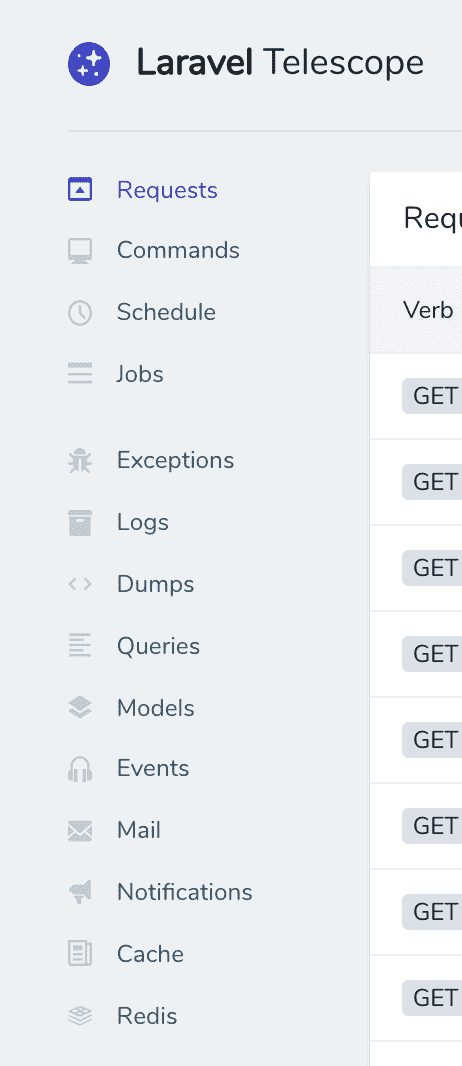 Laravel Telescope
Requests
Commands
Schedule
Jobs
Exceptions
Logs
Dumps
Queries
Models
Events
Mail
Notifications
Cache
Redis
Verb
GET
GET
GET
GET
GET
GET
GET
GET